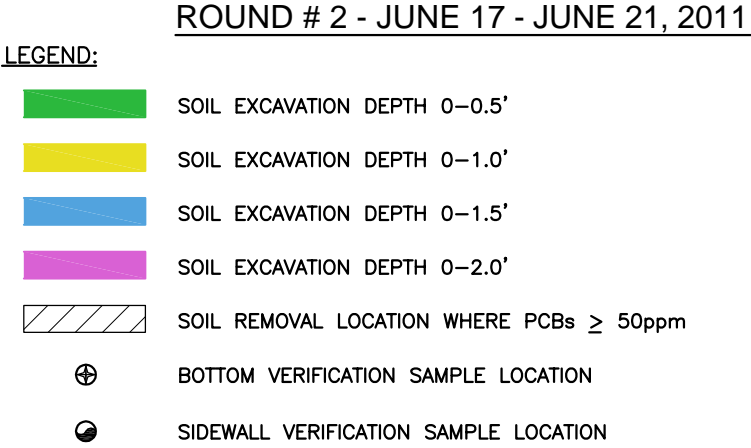 ROUND # 2 - JUNE 17 - JUNE 21, 2011
LEGEND:
SOIL EXCAVATION DEPTH 0-0.5'
SOIL EXCAVATION DEPTH 0-1.0'
SOIL EXCAVATION DEPTH 0-1.5'
SOIL EXCAVATION DEPTH 0-2.0'
SOIL REMOVAL LOCATION WHERE PCBs ≥ 50ppm
BOTTOM VERIFICATION SAMPLE LOCATION
SIDEWALL VERIFICATION SAMPLE LOCATION